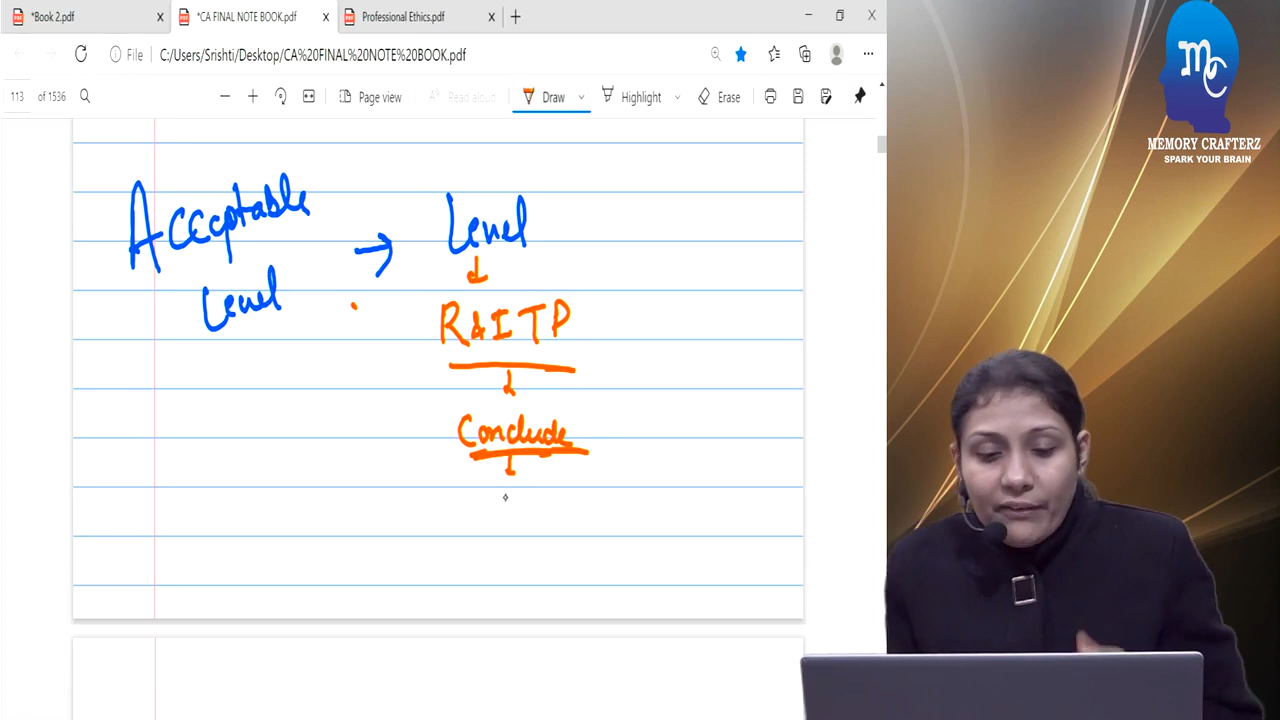 *Book 2.pdf
*CA FINAL NOTE BOOK.pdf
Professional Ethics.pdf
File
C:/Users/Srishti/Desktop/CA%20FINAL%20NOTE%20BOOK.pdf
113 of 1536
Page view
Read aloud
Draw
Highlight
Erase
MC
MEMORY CRAFTERZ
SPARK YOUR BRAIN
Acceptable
Level
→ Level
↓
RAITP
↓
Conclude
↓